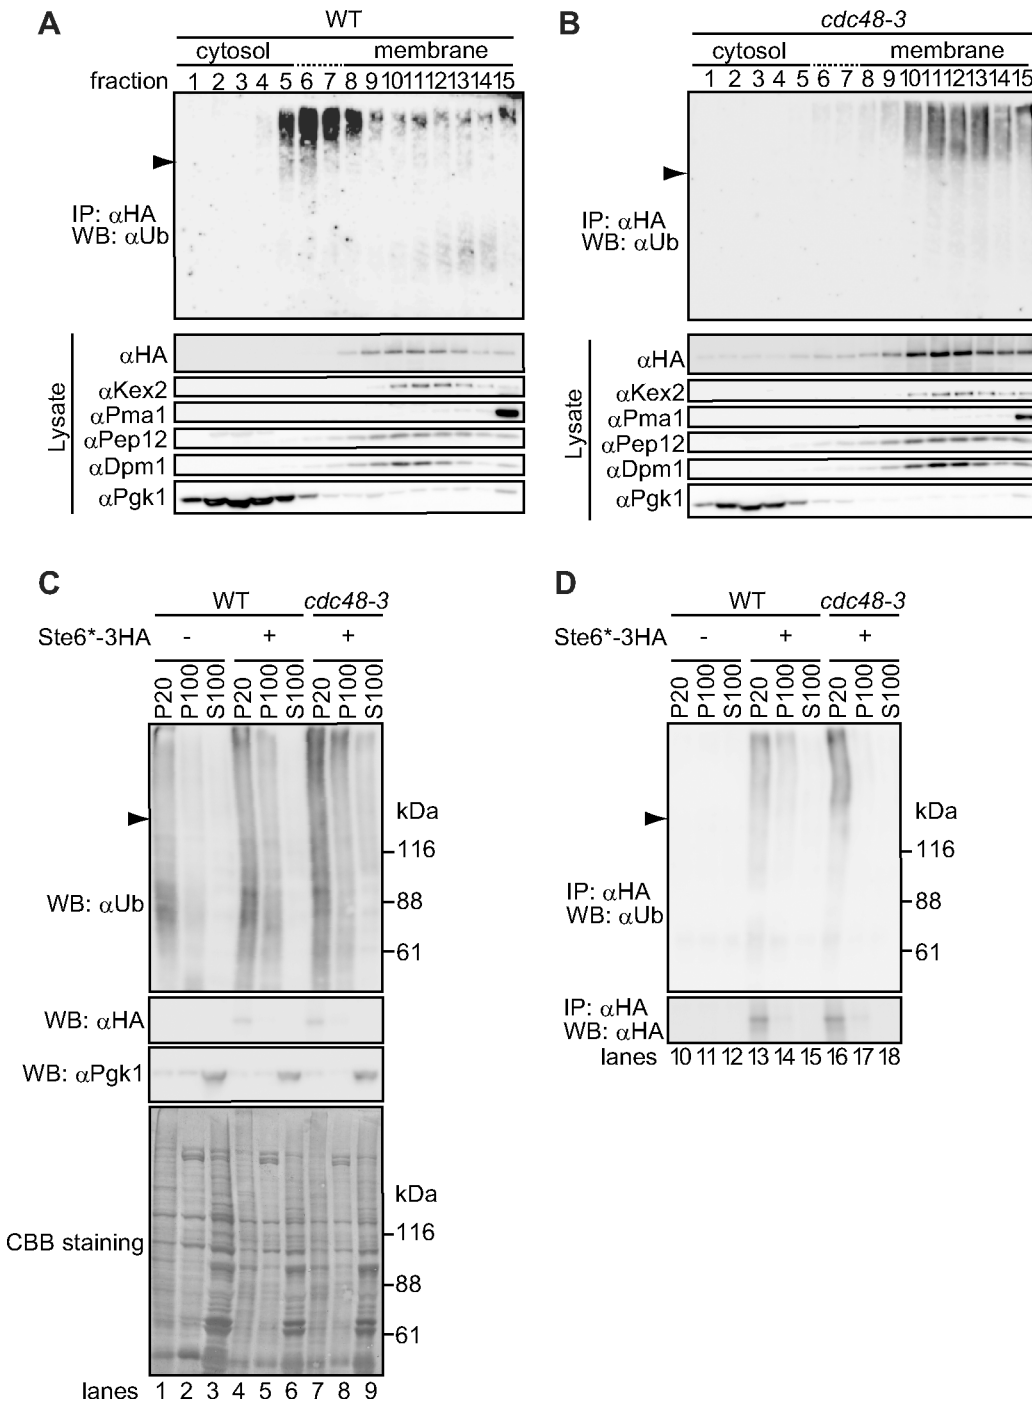 A
WT
cytosol membrane
fraction 1 2 3 4 5 6 7 8 9 10 11 12 13 14 15
IP: αHA
WB: αUb
Lysate
αHA
αKex2
αPma1
αPep12
αDpm1
αPgk1
B
cdc48-3
cytosol membrane
1 2 3 4 5 6 7 8 9 10 11 12 13 14 15
IP: αHA
WB: αUb
Lysate
αHA
αKex2
αPma1
αPep12
αDpm1
αPgk1
C
WT cdc48-3
Ste6*-3HA - + +
P20 P100 S100 P20 P100 S100 P20 P100 S100
kDa
116
88
61
WB: αUb
WB: αHA
WB: αPgk1
CBB staining
kDa
116
88
61
lanes 1 2 3 4 5 6 7 8 9
D
WT cdc48-3
- + +
P20 P100 S100 P20 P100 S100 P20 P100 S100
kDa
116
88
61
IP: αHA
WB: αUb
IP: αHA
WB: αHA
lanes 10 11 12 13 14 15 16 17 18